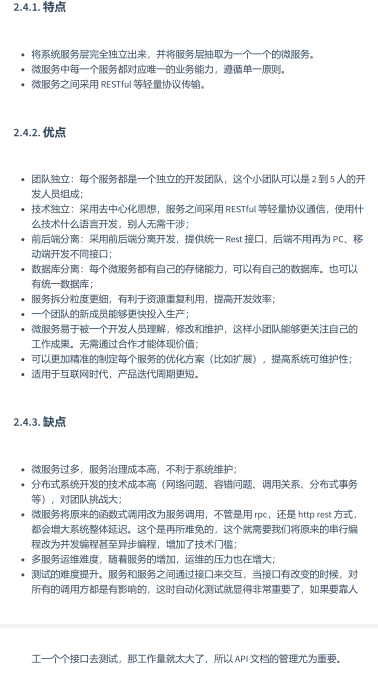 2.4.1. 特点
• 将系统服务层完全独立出来，并将服务层抽取为一个一个的微服务。
• 微服务中每一个服务都对应唯一的业务能力，遵循单一原则。
• 微服务之间采用 RESTful 等轻量协议传输。
2.4.2. 优点
• 团队独立：每个服务都是一个独立的开发团队，这个小团队可以是 2 到 5 人的开
发人员组成；
• 技术独立：采用去中心化思想，服务之间采用 RESTful 等轻量协议通信，使用什
么技术什么语言开发，别人无需干涉；
• 前后端分离：采用前后端分离开发，提供统一 Rest 接口，后端不用再为 PC、移
动端开发不同接口；
• 数据库分离：每个微服务都有自己的存储能力，可以有自己的数据库。也可以
有统一数据库；
• 服务拆分粒度更细，有利于资源重复利用，提高开发效率；
• 一个团队的新成员能够更快投入生产；
• 微服务易于被一个开发人员理解，修改和维护，这样小团队能够更关注自己的
工作成果。无需通过合作才能体现价值；
• 可以更加精准的制定每个服务的优化方案（比如扩展），提高系统可维护性；
• 适用于互联网时代，产品迭代周期更短。
2.4.3. 缺点
• 微服务过多，服务治理成本高，不利于系统维护；
• 分布式系统开发的技术成本高（网络问题、容错问题、调用关系、分布式事务
等），对团队挑战大；
• 微服务将原来的函数式调用改为服务调用，不管是用 rpc，还是 http rest 方式，
都会增大系统整体延迟。这个是再所难免的，这个就需要我们将原来的串行编
程改为并发编程甚至异步编程，增加了技术门槛；
• 多服务运维难度，随着服务的增加，运维的压力也在增大；
• 测试的难度提升。服务和服务之间通过接口来交互，当接口有改变的时候，对
所有的调用方都是有影响的，这时自动化测试就显得非常重要了，如果要靠人
工一个个接口去测试，那工作量就太大了，所以 API 文档的管理尤为重要。